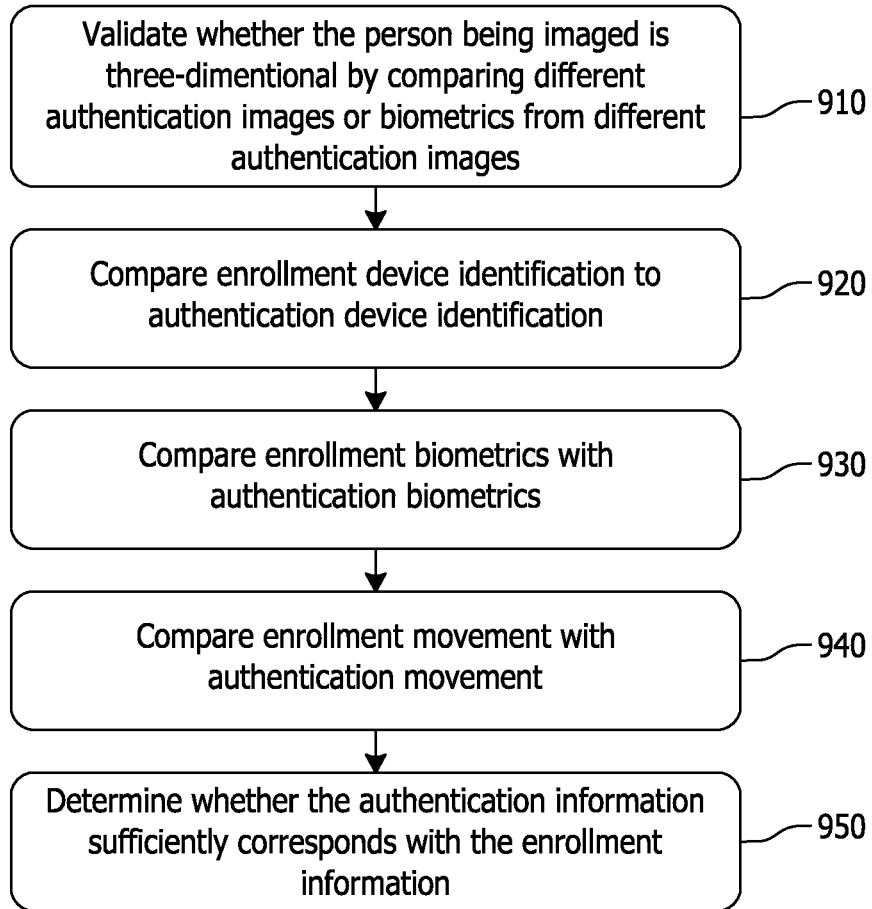 Validate whether the person being imaged is
three-dimentional by comparing different
authentication images or biometrics from different
authentication images
910
Compare enrollment device identification to
authentication device identification
920
Compare enrollment biometrics with
authentication biometrics
930
Compare enrollment movement with
authentication movement
940
Determine whether the authentication information
sufficiently corresponds with the enrollment
information
950